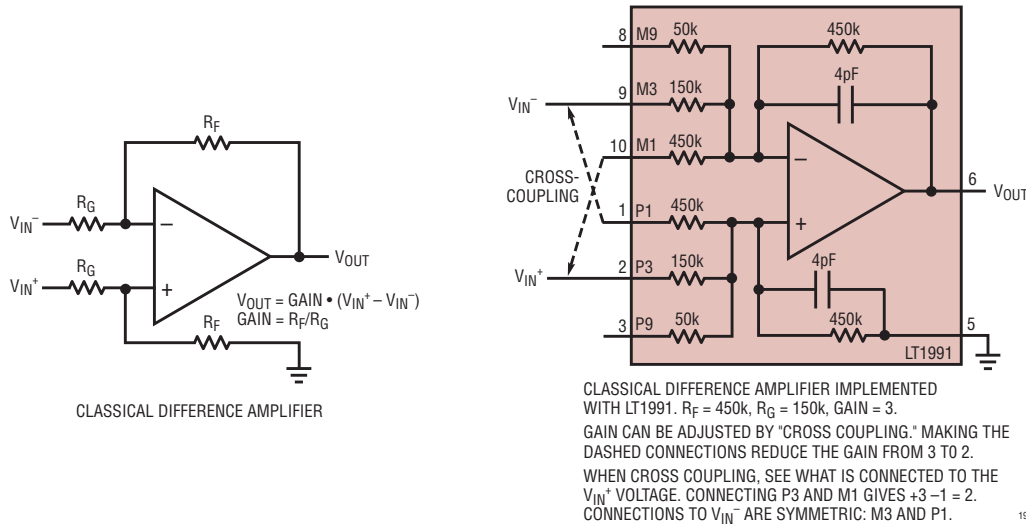 R_F
R_G
V_IN⁻
−
V_IN⁺
R_G
+
V_OUT
V_OUT = GAIN • (V_IN⁺ – V_IN⁻)
GAIN = R_F/R_G
R_F
CLASSICAL DIFFERENCE AMPLIFIER
8 M9 50k
450k
4pF
V_IN⁻ 9 M3 150k
10 M1 450k
−
CROSS-
COUPLING
6 V_OUT
1 P1 450k
+
4pF
V_IN⁺ 2 P3 150k
450k
5
3 P9 50k
LT1991
CLASSICAL DIFFERENCE AMPLIFIER IMPLEMENTED
WITH LT1991. R_F = 450k, R_G = 150k, GAIN = 3.
GAIN CAN BE ADJUSTED BY "CROSS COUPLING." MAKING THE
DASHED CONNECTIONS REDUCE THE GAIN FROM 3 T0 2.
WHEN CROSS COUPLING, SEE WHAT IS CONNECTED TO THE
V_IN⁺ VOLTAGE. CONNECTING P3 AND M1 GIVES +3 –1 = 2.
CONNECTIONS TO V_IN⁻ ARE SYMMETRIC: M3 AND P1.